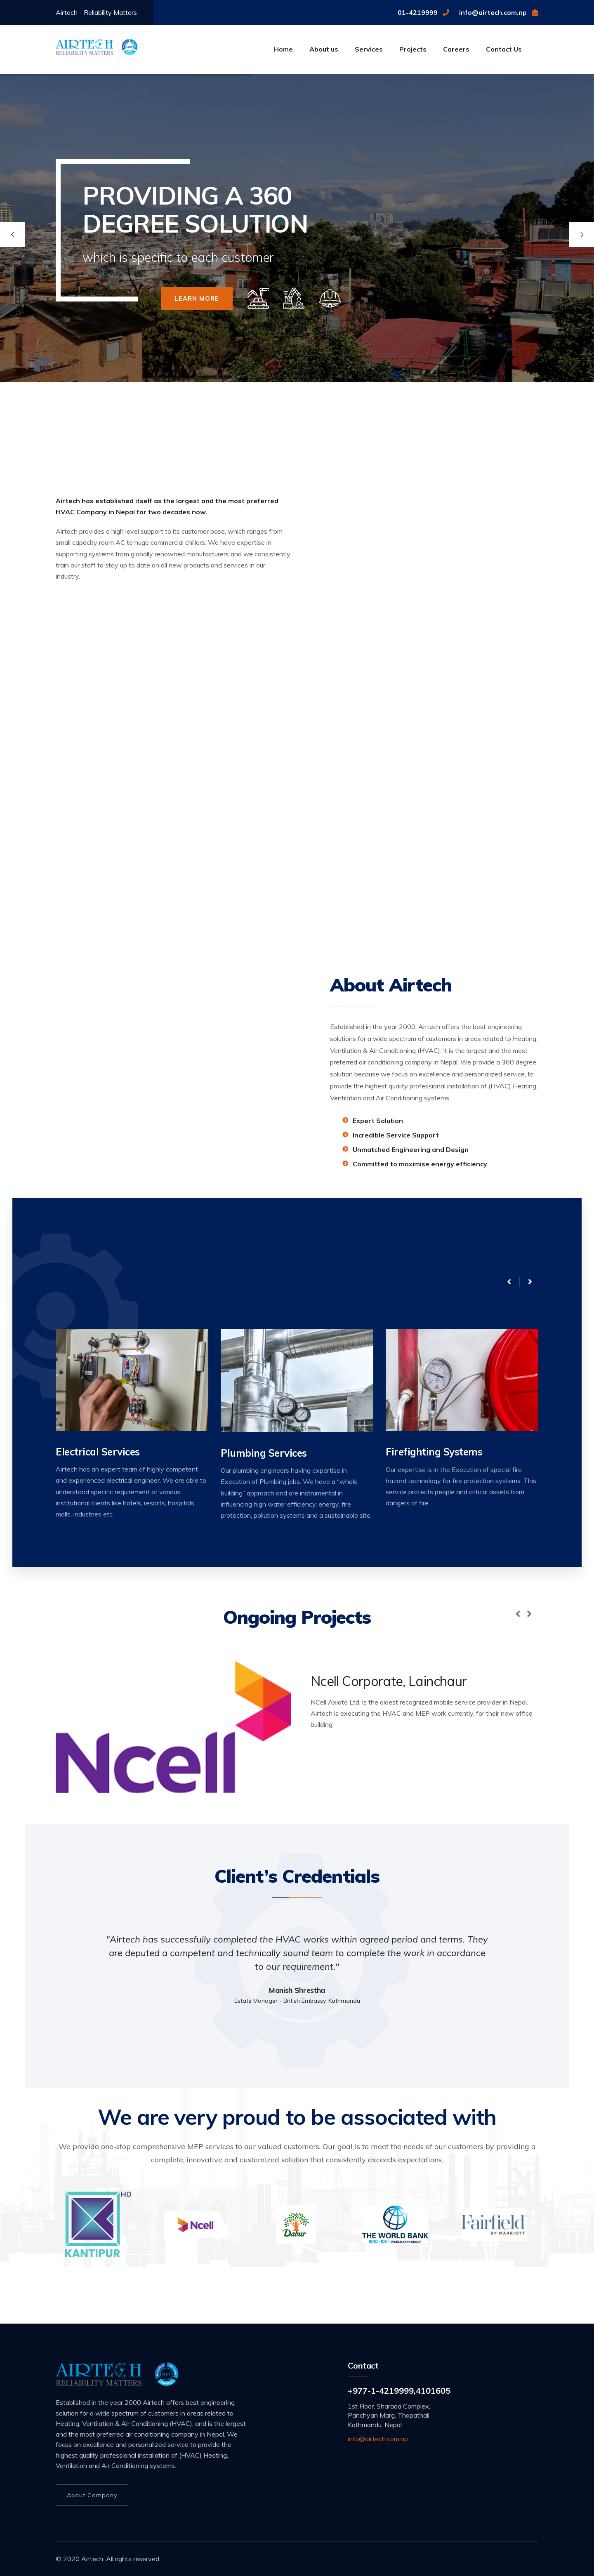 Airtech - Reliability Matters
01-4219999
info@airtech.com.np
AIRTECH
RELIABILITY MATTERS
Home
About us
Services
Projects
Careers
Contact Us
PROVIDING A 360
DEGREE SOLUTION
which is specific to each customer
LEARN MORE
Airtech has established itself as the largest and the most preferred
HVAC Company in Nepal for two decades now.
Airtech provides a high level support to its customer base, which ranges from
small capacity room AC to huge commercial chillers. We have expertise in
supporting systems from globally renowned manufacturers and we consistently
train our staff to stay up to date on all new products and services in our
industry.
About Airtech
Established in the year 2000, Airtech offers the best engineering
solutions for a wide spectrum of customers in areas related to Heating,
Ventilation & Air Conditioning (HVAC). It is the largest and the most
preferred air conditioning company in Nepal. We provide a 360 degree
solution because we focus on excellence and personalized service, to
provide the highest quality professional installation of (HVAC) Heating,
Ventilation and Air Conditioning systems.
Expert Solution
Incredible Service Support
Unmatched Engineering and Design
Committed to maximise energy efficiency
Electrical Services
Airtech has an expert team of highly competent
and experienced electrical engineer. We are able to
understand specific requirement of various
institutional clients like hotels, resorts, hospitals,
malls, industries etc.
Plumbing Services
Our plumbing engineers having expertise in
Execution of Plumbing jobs. We have a “whole
building” approach and are instrumental in
influencing high water efficiency, energy, fire
protection, pollution systems and a sustainable site.
Firefighting Systems
Our expertise is in the Execution of special fire
hazard technology for fire protection systems. This
service protects people and critical assets from
dangers of fire.
Ongoing Projects
Ncell
Ncell Corporate, Lainchaur
NCell Axiata Ltd. is the oldest recognized mobile service provider in Nepal.
Airtech is executing the HVAC and MEP work currently, for their new office
building.
Client’s Credentials
"Airtech has successfully completed the HVAC works within agreed period and terms. They
are deputed a competent and technically sound team to complete the work in accordance
to our requirement."
Manish Shrestha
Estate Manager - British Embassy, Kathmandu
We are very proud to be associated with
We provide one-stop comprehensive MEP services to our valued customers. Our goal is to meet the needs of our customers by providing a
complete, innovative and customized solution that consistently exceeds expectations.
HD
KANTIPUR
Ncell
Dabur
THE WORLD BANK
IBRD • IDA | WORLD BANK GROUP
Fairfield
BY MARRIOTT
AIRTECH
RELIABILITY MATTERS
Established in the year 2000 Airtech offers best engineering
solution for a wide spectrum of customers in areas related to
Heating, Ventilation & Air Conditioning (HVAC), and is the largest
and the most preferred air conditioning company in Nepal. We
focus on excellence and personalized service to provide the
highest quality professional installation of (HVAC) Heating,
Ventilation and Air Conditioning systems.
About Company
Contact
+977-1-4219999,4101605
1st Floor, Sharada Complex,
Panchyan Marg, Thapathali,
Kathmandu, Nepal
info@airtech.com.np
© 2020 Airtech. All rights reserved.